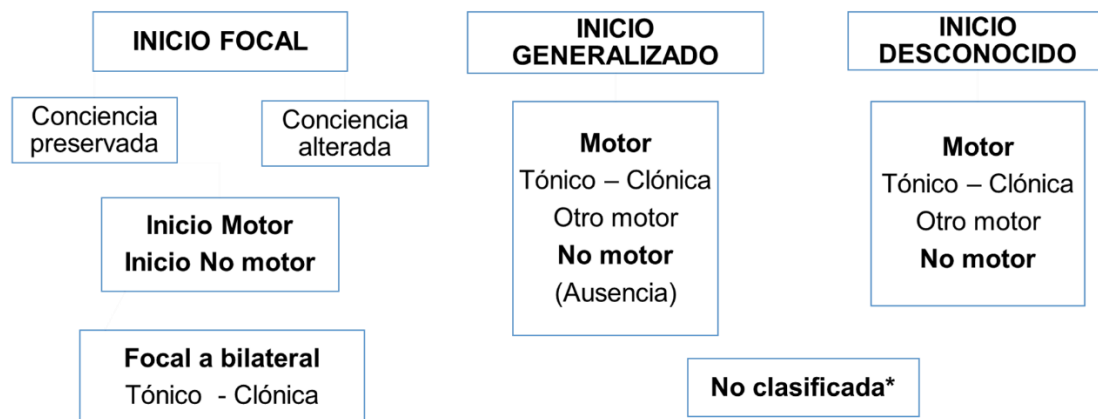 INICIO FOCAL
Conciencia
preservada
Conciencia
alterada
Inicio Motor
Inicio No motor
Focal a bilateral
Tónico - Clónica
INICIO
GENERALIZADO
Motor
Tónico – Clónica
Otro motor
No motor
(Ausencia)
INICIO
DESCONOCIDO
Motor
Tónico – Clónica
Otro motor
No motor
No clasificada*